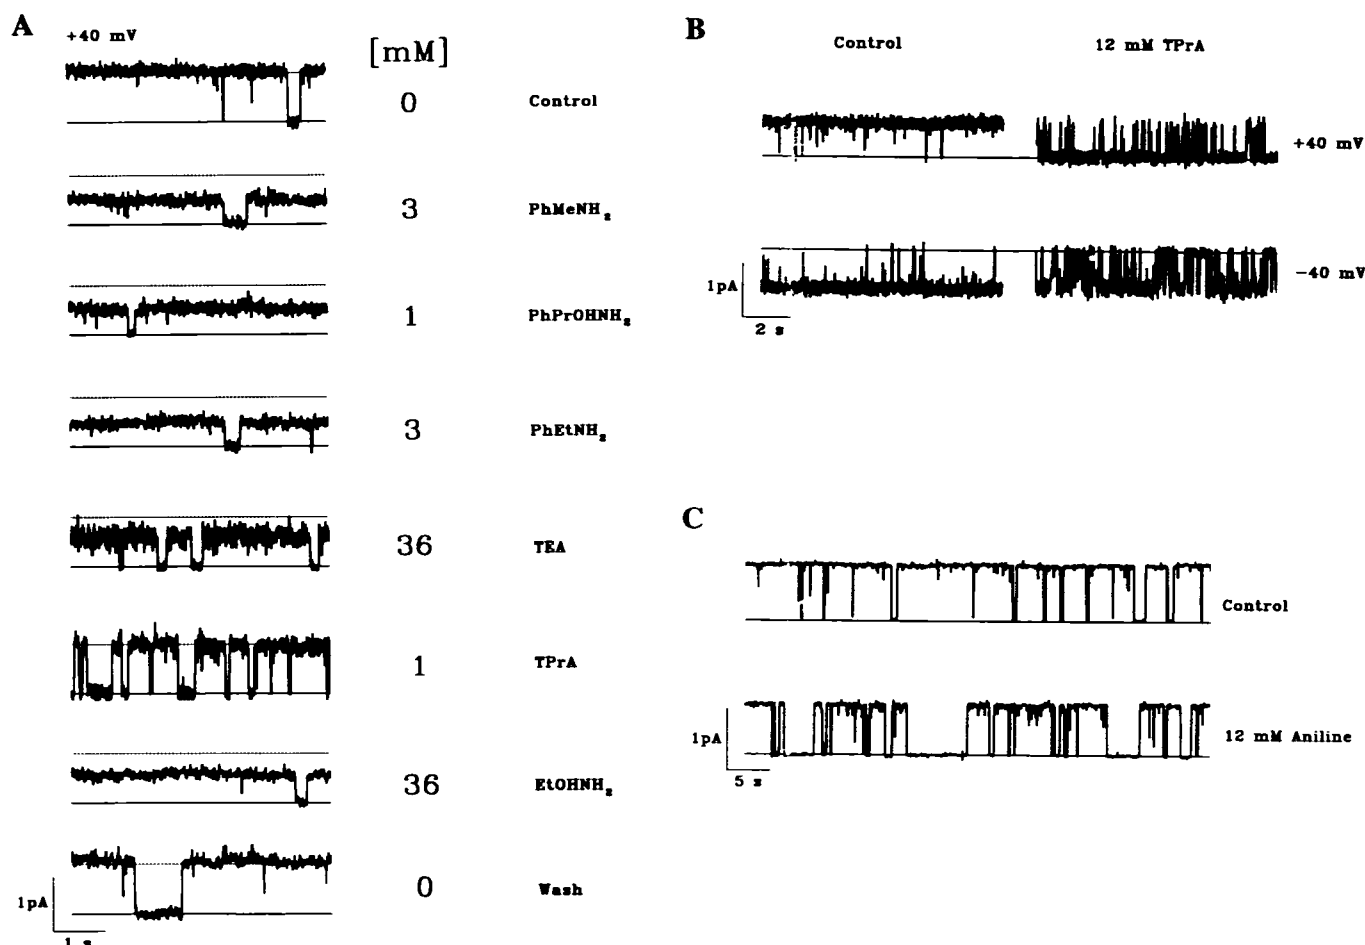 A
+40 mV
[mM]
0 Control
3 PhMeNH₂
1 PhPrOHNH₂
3 PhEtNH₂
36 TEA
1 TPrA
36 EtOHNH₂
0 Wash
1pA
1 s
B
Control 12 mM TPrA
+40 mV
−40 mV
1pA
2 s
C
Control
12 mM Aniline
1pA
5 s